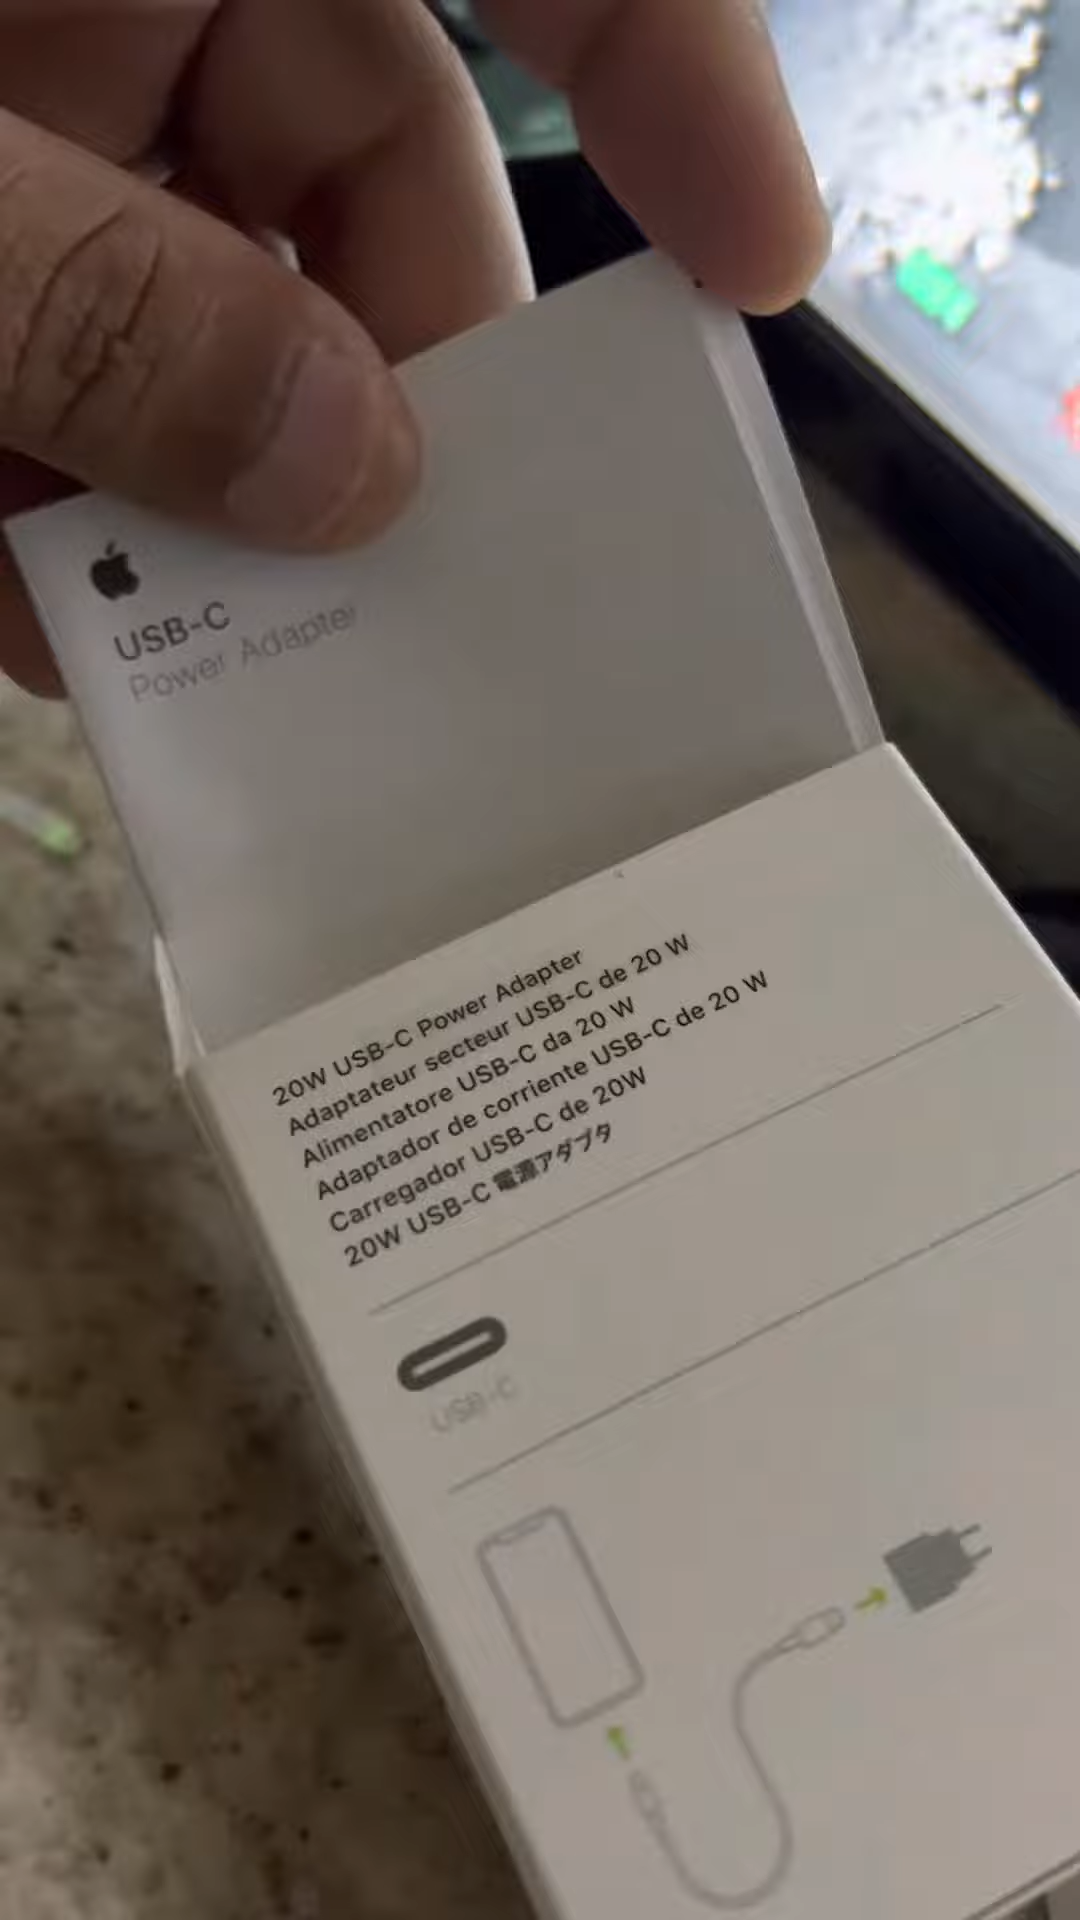 USB-C
Power Adapter
20W USB-C Power Adapter
Adaptateur secteur USB-C de 20 W
Alimentatore USB-C da 20 W
Adaptador de corriente USB-C de 20 W
Carregador USB-C de 20W
20W USB-C 電源アダプタ
USB-C